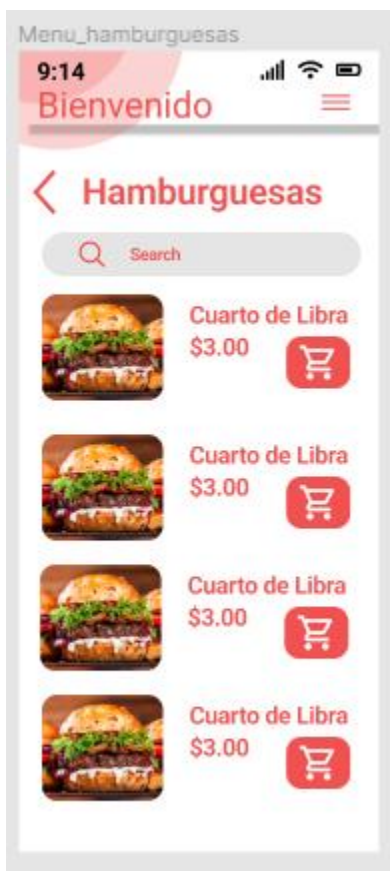 Menu_hamburguesas
9:14
Bienvenido
Hamburguesas
Search
Cuarto de Libra
$3.00
Cuarto de Libra
$3.00
Cuarto de Libra
$3.00
Cuarto de Libra
$3.00